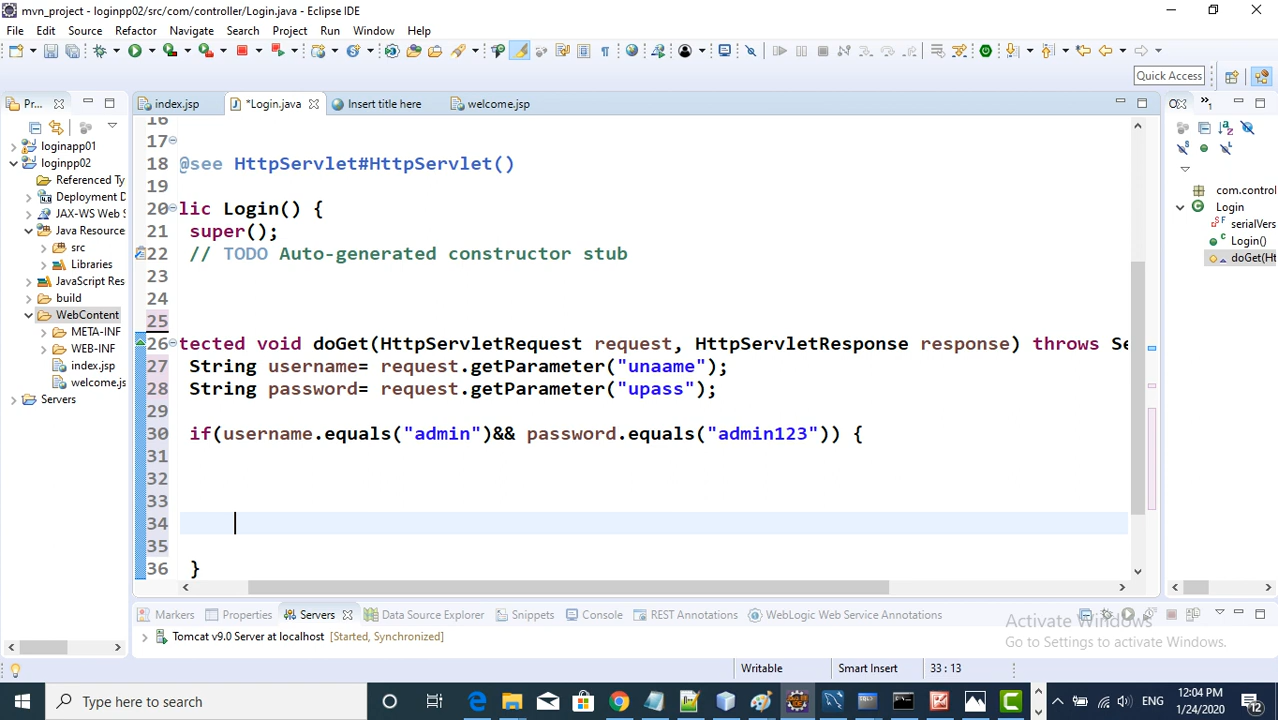 mvn_project - loginpp02/src/com/controller/Login.java - Eclipse IDE
File Edit Source Refactor Navigate Search Project Run Window Help
Quick Access
Pr...
index.jsp
*Login.java
Insert title here
welcome.jsp
loginapp01
loginpp02
Referenced Ty
Deployment D
JAX-WS Web S
Java Resource
src
Libraries
JavaScript Res
build
WebContent
META-INF
WEB-INF
index.jsp
welcome.js
Servers
16
17
18 @see HttpServlet#HttpServlet()
19
20 lic Login() {
21 super();
22 // TODO Auto-generated constructor stub
23
24
25
26 tected void doGet(HttpServletRequest request, HttpServletResponse response) throws Se
27 String username= request.getParameter("unaame");
28 String password= request.getParameter("upass");
29
30 if(username.equals("admin")&& password.equals("admin123")) {
31
32
33
34
35
36 }
com.control
Login
serialVers
Login()
doGet(Ht
Markers Properties Servers Data Source Explorer Snippets Console REST Annotations WebLogic Web Service Annotations
Tomcat v9.0 Server at localhost [Started, Synchronized]
Activate Windows
Go to Settings to activate Windows.
Writable Smart Insert 33 : 13
Type here to search
ENG
12:04 PM
1/24/2020
12